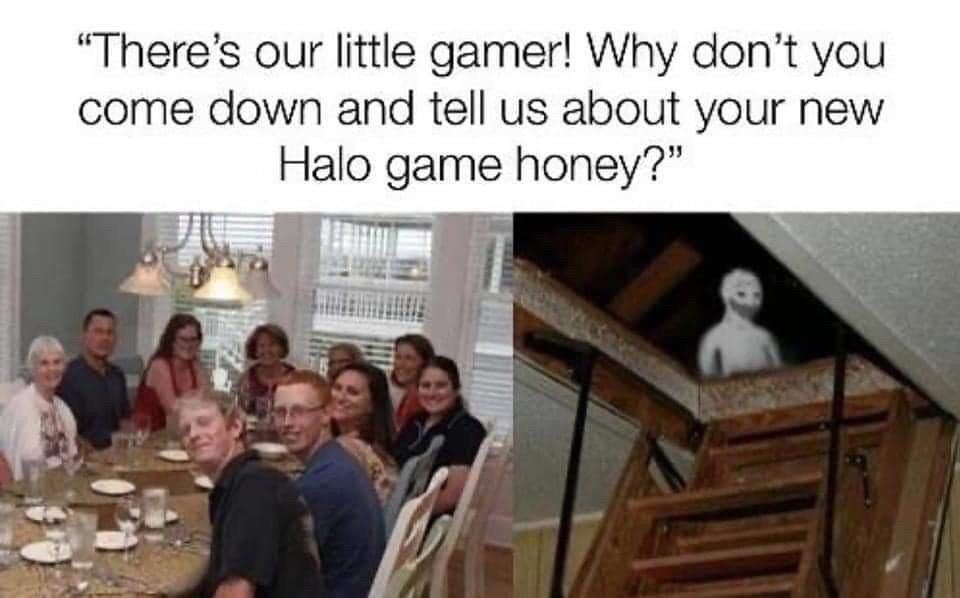 “There’s our little gamer! Why don’t you
come down and tell us about your new
Halo game honey?”